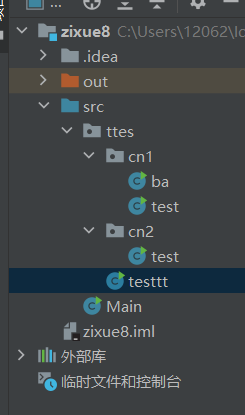 zixue8 C:\Users\12062\Ic
.idea
out
src
ttes
cn1
ba
test
cn2
test
testtt
Main
zixue8.iml
外部库
临时文件和控制台